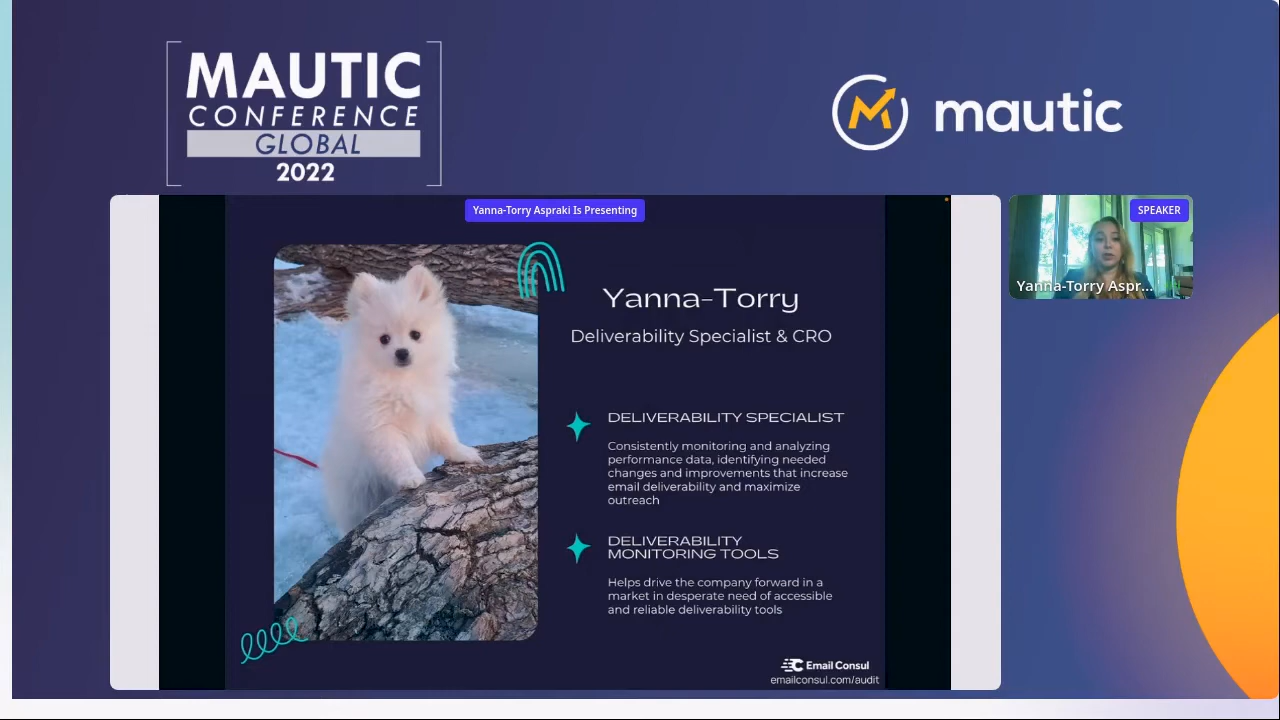 MAUTIC
CONFERENCE
GLOBAL
2022
mautic
Yanna-Torry Aspraki Is Presenting
SPEAKER
Yanna-Torry Aspr...
Yanna-Torry
Deliverability Specialist & CRO
DELIVERABILITY SPECIALIST
Consistently monitoring and analyzing
performance data, identifying needed
changes and improvements that increase
email deliverability and maximize
outreach
DELIVERABILITY
MONITORING TOOLS
Helps drive the company forward in a
market in desperate need of accessible
and reliable deliverability tools
Email Consul
emailconsul.com/audit